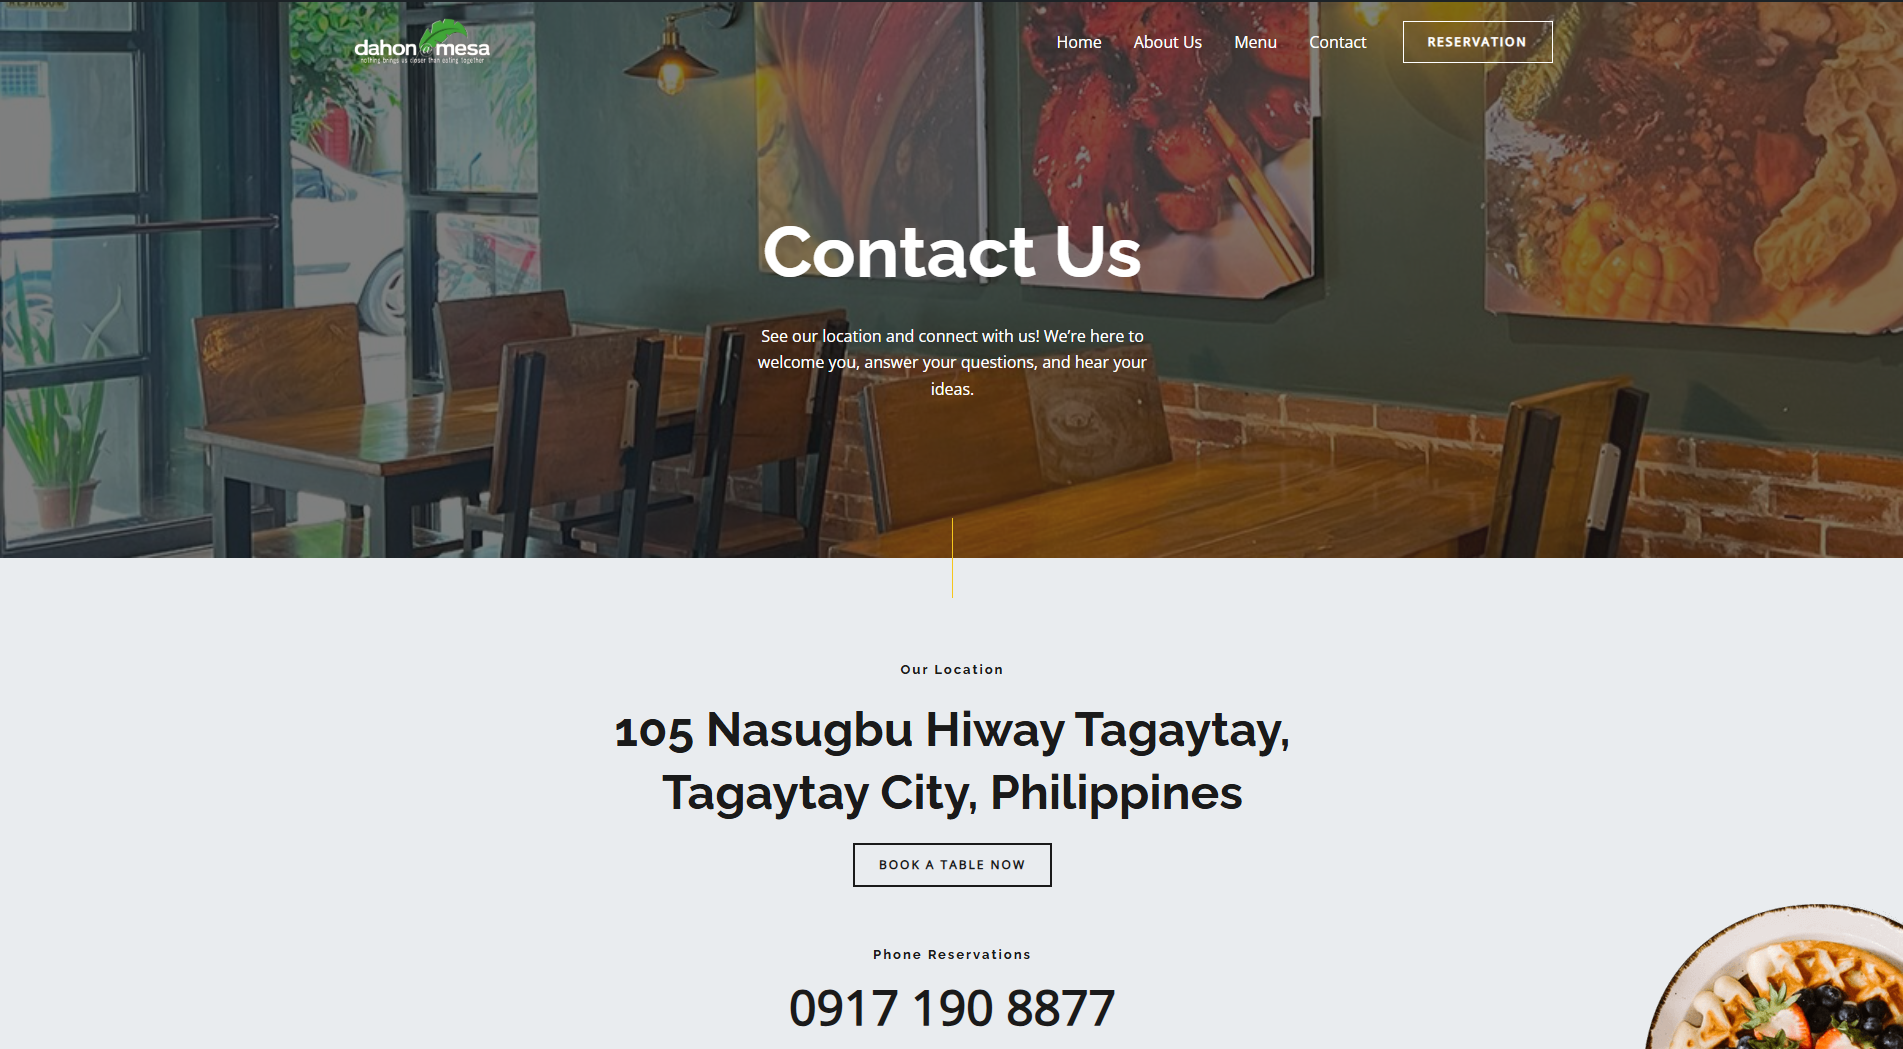 RESTROOM
dahon @ mesa
nothing brings us closer than eating together
Home
About Us
Menu
Contact
RESERVATION
Contact Us
See our location and connect with us! We’re here to
welcome you, answer your questions, and hear your
ideas.
Our Location
105 Nasugbu Hiway Tagaytay,
Tagaytay City, Philippines
BOOK A TABLE NOW
Phone Reservations
0917 190 8877